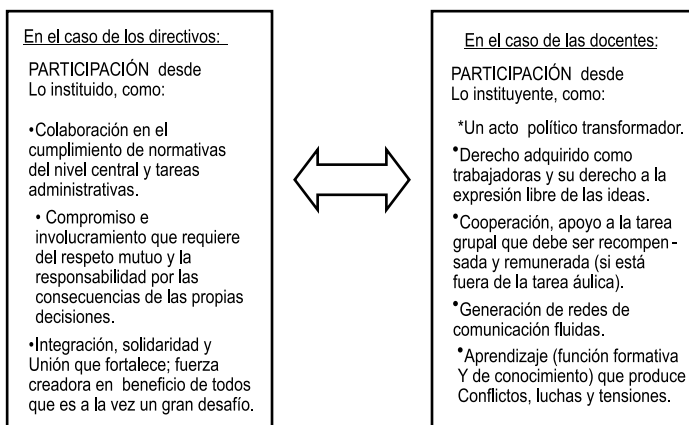 En el caso de los directivos:
PARTICIPACIÓN desde
Lo instituido, como:
•Colaboración en el
cumplimiento de normativas
del nivel central y tareas
administrativas.
• Compromiso e
involucramiento que requiere
del respeto mutuo y la
responsabilidad por las
consecuencias de las propias
decisiones.
•Integración, solidaridad y
Unión que fortalece; fuerza
creadora en beneficio de todos
que es a la vez un gran desafío.
En el caso de las docentes:
PARTICIPACIÓN desde
Lo instituyente, como:
*Un acto político transformador.
•Derecho adquirido como
trabajadoras y su derecho a la
expresión libre de las ideas.
•Cooperación, apoyo a la tarea
grupal que debe ser recompen-
sada y remunerada (si está
fuera de la tarea áulica).
•Generación de redes de
comunicación fluidas.
•Aprendizaje (función formativa
Y de conocimiento) que produce
Conflictos, luchas y tensiones.